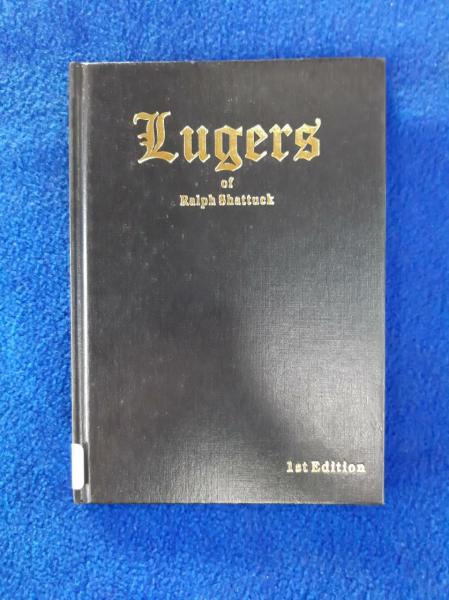 Lugers
of
Ralph Shattuck
1st Edition